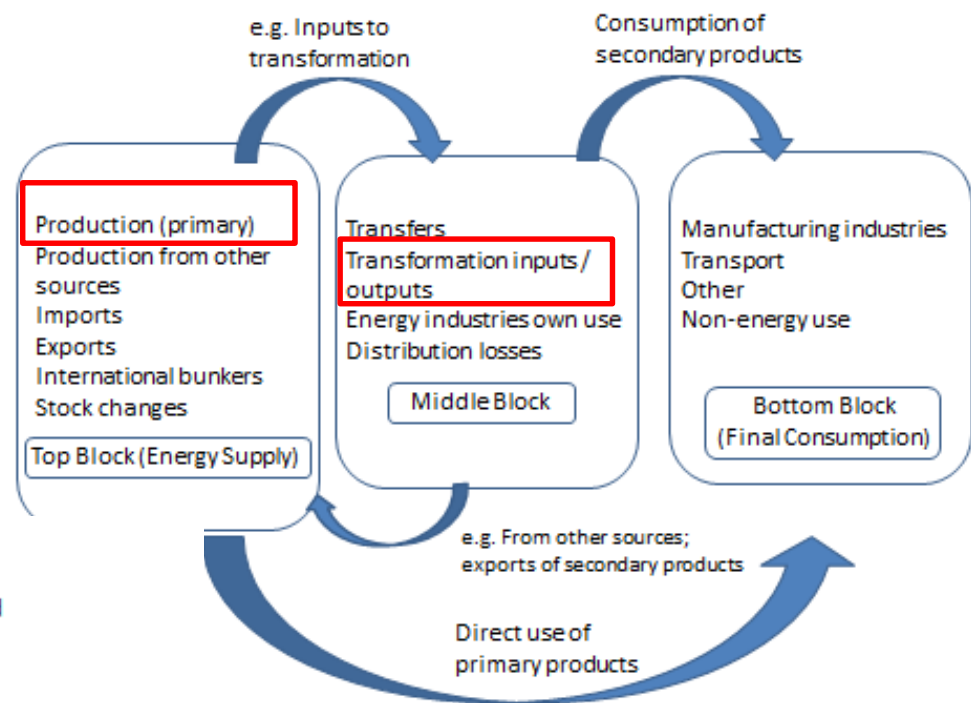 e.g. Inputs to
transformation
Consumption of
secondary products
Production (primary)
Production from other
sources
Imports
Exports
International bunkers
Stock changes
Top Block (Energy Supply)
Transfers
Transformation inputs /
outputs
Energy industries own use
Distribution losses
Middle Block
Manufacturing industries
Transport
Other
Non-energy use
Bottom Block
(Final Consumption)
e.g. From other sources;
exports of secondary products
Direct use of
primary products